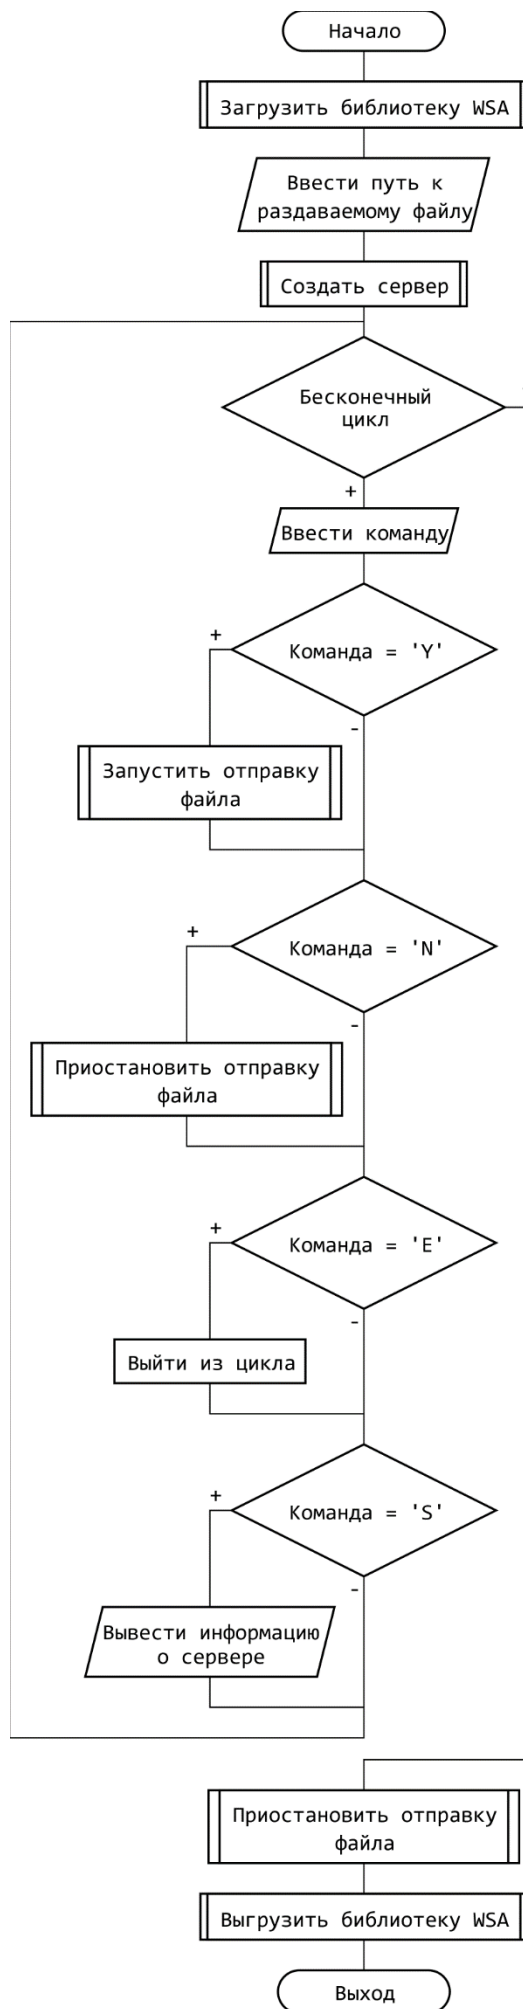 Начало
Загрузить библиотеку WSA
Ввести путь к
раздаваемому файлу
Создать сервер
Бесконечный
цикл
+
Ввести команду
+
Команда = 'Y'
-
Запустить отправку
файла
+
Команда = 'N'
-
Приостановить отправку
файла
+
Команда = 'E'
-
Выйти из цикла
+
Команда = 'S'
-
Вывести информацию
о сервере
Приостановить отправку
файла
Выгрузить библиотеку WSA
Выход